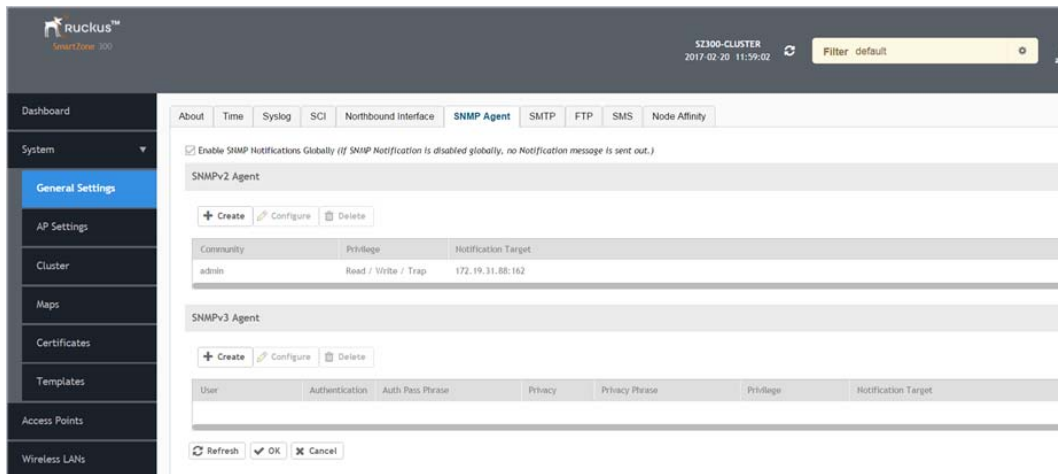 RUCKUS™
SmartZone 300
SZ300-CLUSTER
2017-02-20 11:59:02
Filter default
Dashboard
System
General Settings
AP Settings
Cluster
Maps
Certificates
Templates
Access Points
Wireless LANs
About Time Syslog SCI Northbound Interface SNMP Agent SMTP FTP SMS Node Affinity
Enable SNMP Notifications Globally (If SNMP Notification is disabled globally, no Notification message is sent out.)
SNMPv2 Agent
Create Configure Delete
Community Privilege Notification Target
admin Read / Write / Trap 172.19.31.88:162
SNMPv3 Agent
Create Configure Delete
User Authentication Auth Pass Phrase Privacy Privacy Phrase Privilege Notification Target
Refresh OK Cancel